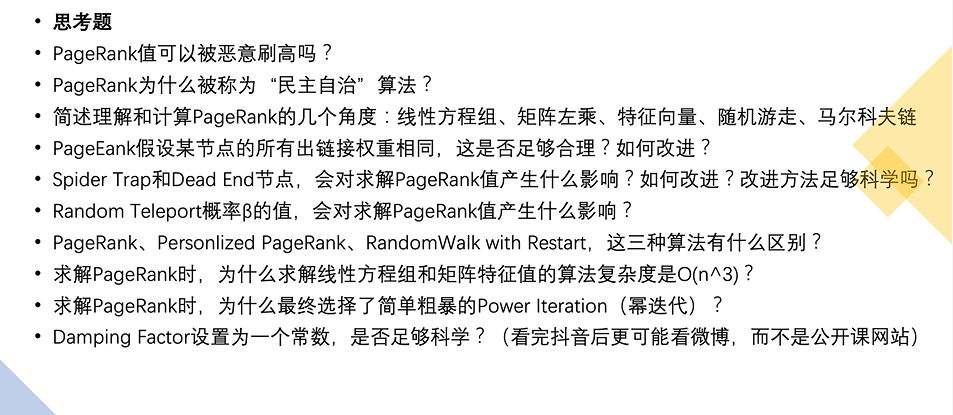 • 思考题
• PageRank值可以被恶意刷高吗？
• PageRank为什么被称为 “民主自治” 算法？
• 简述理解和计算PageRank的几个角度：线性方程组、矩阵左乘、特征向量、随机游走、马尔科夫链
• PageEank假设某节点的所有出链接权重相同，这是否足够合理？如何改进？
• Spider Trap和Dead End节点，会对求解PageRank值产生什么影响？如何改进？改进方法足够科学吗？
• Random Teleport概率β的值，会对求解PageRank值产生什么影响？
• PageRank、Personlized PageRank、RandomWalk with Restart，这三种算法有什么区别？
• 求解PageRank时，为什么求解线性方程组和矩阵特征值的算法复杂度是O(n^3)？
• 求解PageRank时，为什么最终选择了简单粗暴的Power Iteration（幂迭代）？
• Damping Factor设置为一个常数，是否足够科学？（看完抖音后更可能看微博，而不是公开课网站）